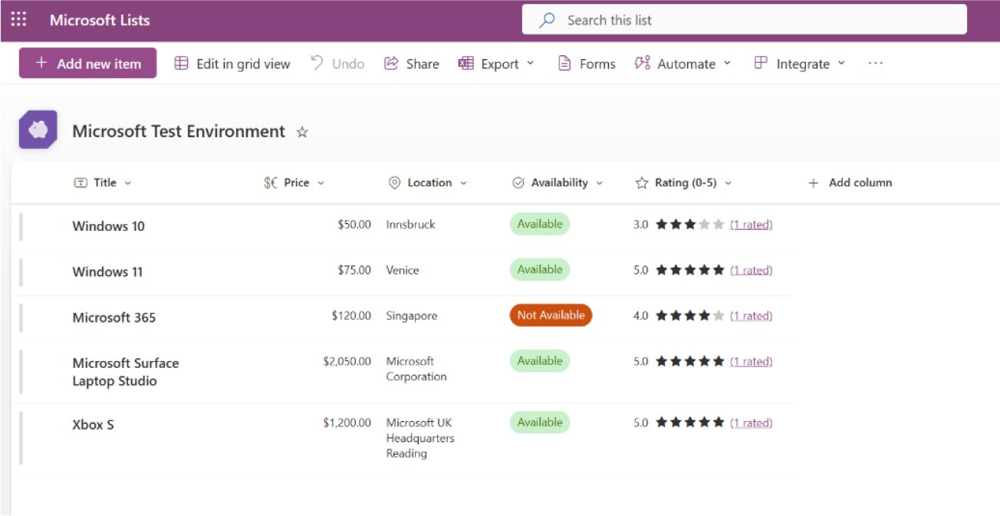 Microsoft Lists
Search this list
+ Add new item Edit in grid view Undo Share Export Forms Automate Integrate ...
Microsoft Test Environment
Title $€ Price Location Availability Rating (0-5) + Add column
Windows 10 $50.00 Innsbruck Available 3.0 (1 rated)
Windows 11 $75.00 Venice Available 5.0 (1 rated)
Microsoft 365 $120.00 Singapore Not Available 4.0 (1 rated)
Microsoft Surface $2,050.00 Microsoft Available 5.0 (1 rated)
Laptop Studio Corporation
Xbox S $1,200.00 Microsoft UK Available 5.0 (1 rated)
Headquarters
Reading